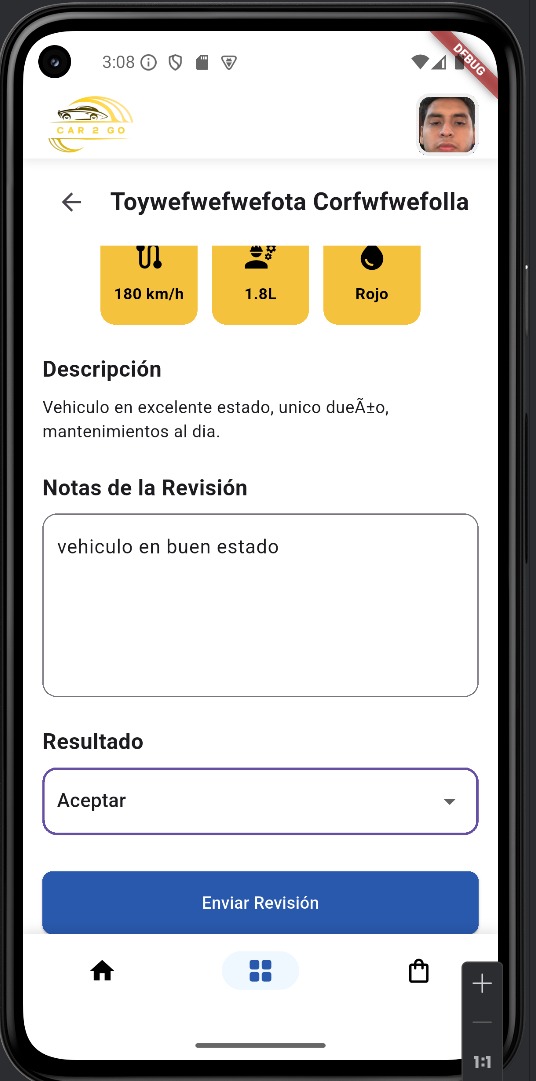 3:08
DEBUG
CAR 2 GO
Toywefwefwefota Corfwfwefolla
180 km/h
1.8L
Rojo
Descripción
Vehiculo en excelente estado, unico dueÃ±o,
mantenimientos al dia.
Notas de la Revisión
vehiculo en buen estado
Resultado
Aceptar
Enviar Revisión
1:1